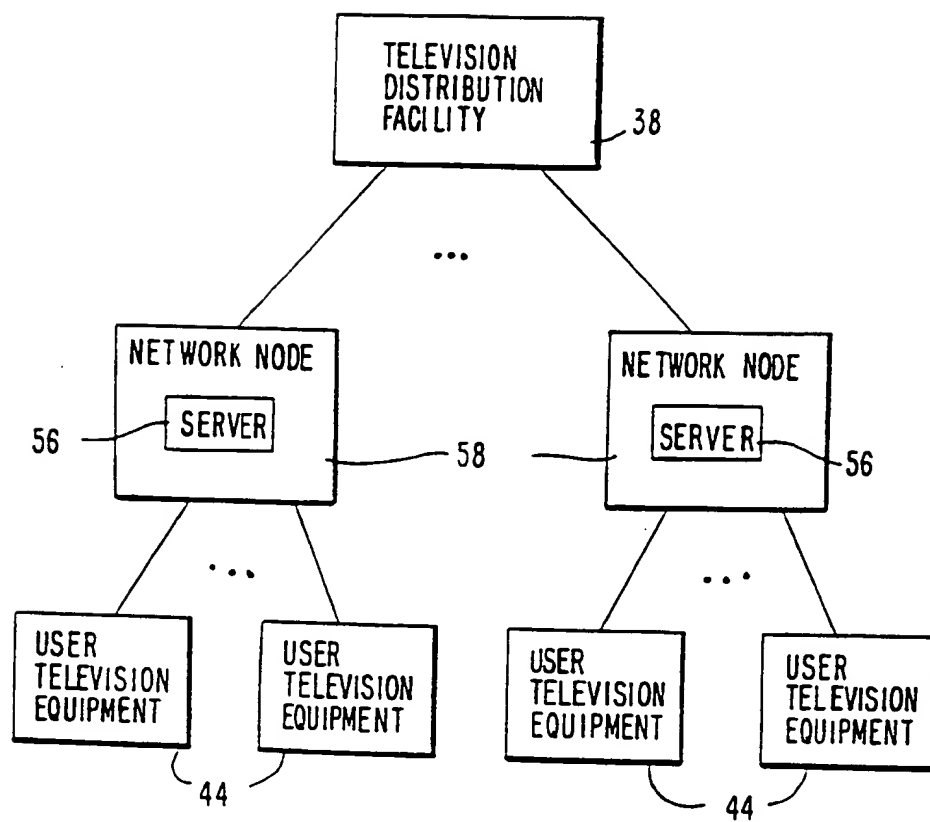 TELEVISION
DISTRIBUTION
FACILITY
38
...
NETWORK NODE
SERVER
56
58
NETWORK NODE
SERVER
56
...
...
USER
TELEVISION
EQUIPMENT
USER
TELEVISION
EQUIPMENT
USER
TELEVISION
EQUIPMENT
USER
TELEVISION
EQUIPMENT
44
44